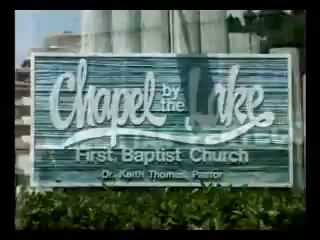 Chapel by the Lake
First Baptist Church
Dr. Keith Thomas, Pastor